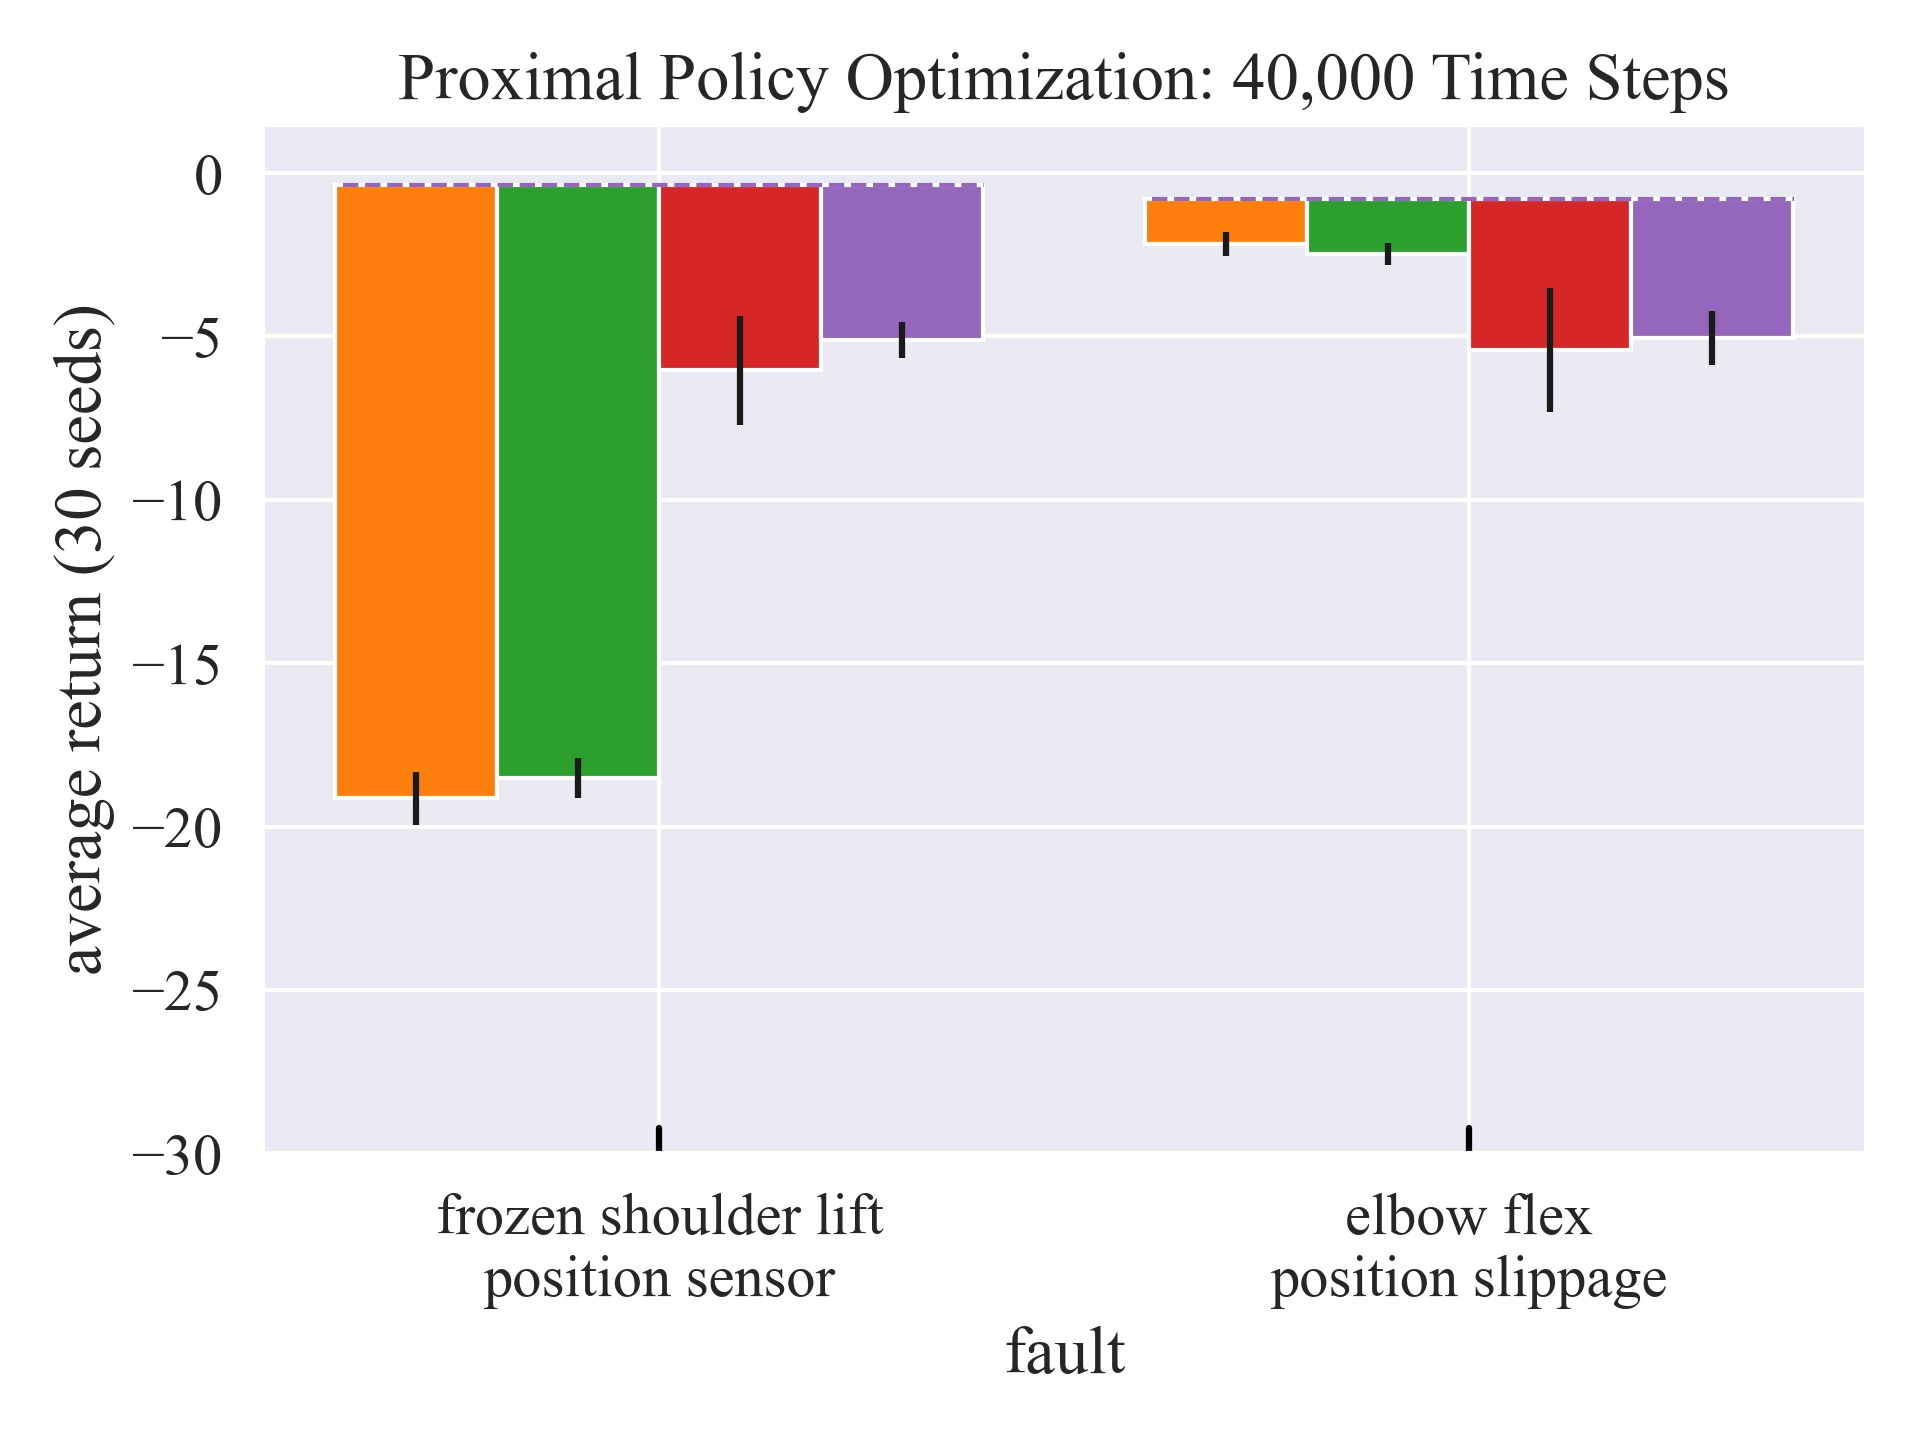 Proximal Policy Optimization: 40,000 Time Steps
average return (30 seeds)
0
−5
−10
−15
−20
−25
−30
frozen shoulder lift
position sensor
elbow flex
position slippage
fault